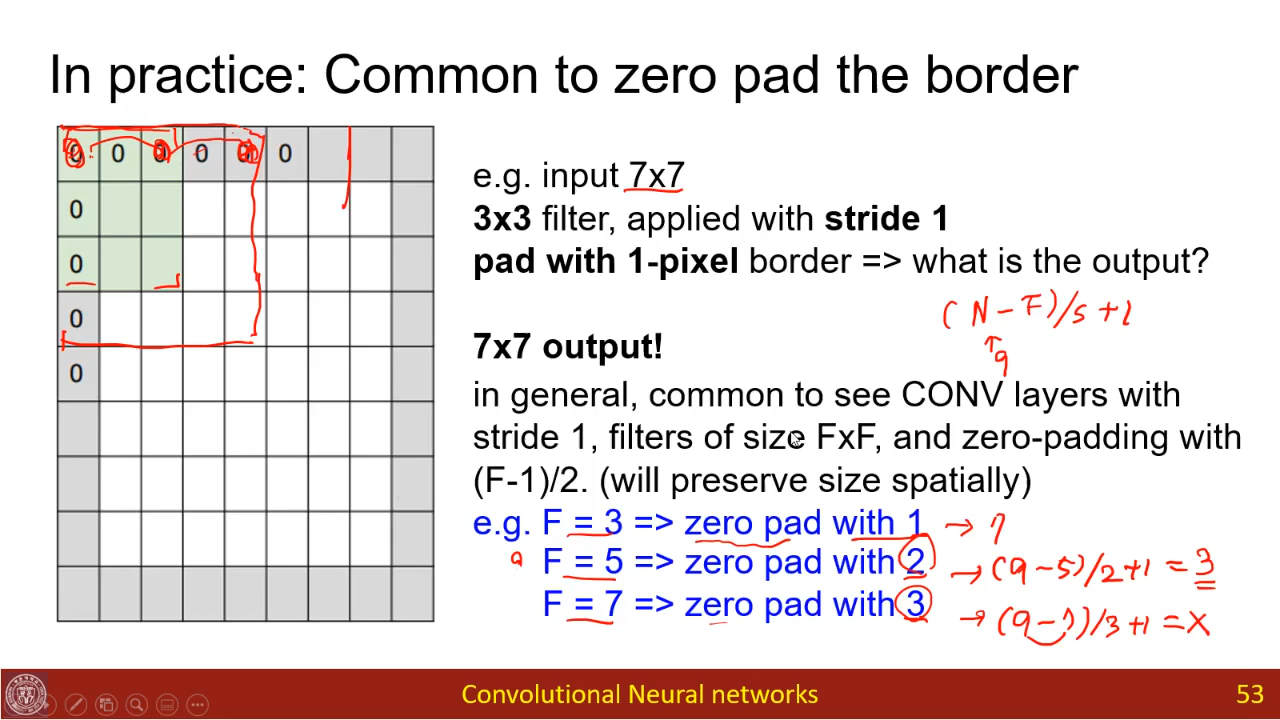 In practice: Common to zero pad the border
0 0 0 0 0 0
0
0
0
0
e.g. input 7x7
3x3 filter, applied with stride 1
pad with 1-pixel border => what is the output?
(N - F)/s + 1
9
7x7 output!
in general, common to see CONV layers with
stride 1, filters of size FxF, and zero-padding with
(F-1)/2. (will preserve size spatially)
e.g. F = 3 => zero pad with 1 → 7
9 F = 5 => zero pad with 2 → (9 - 5)/2 + 1 = 3
F = 7 => zero pad with 3 → (9 - 7)/3 + 1 = X
Convolutional Neural networks
53